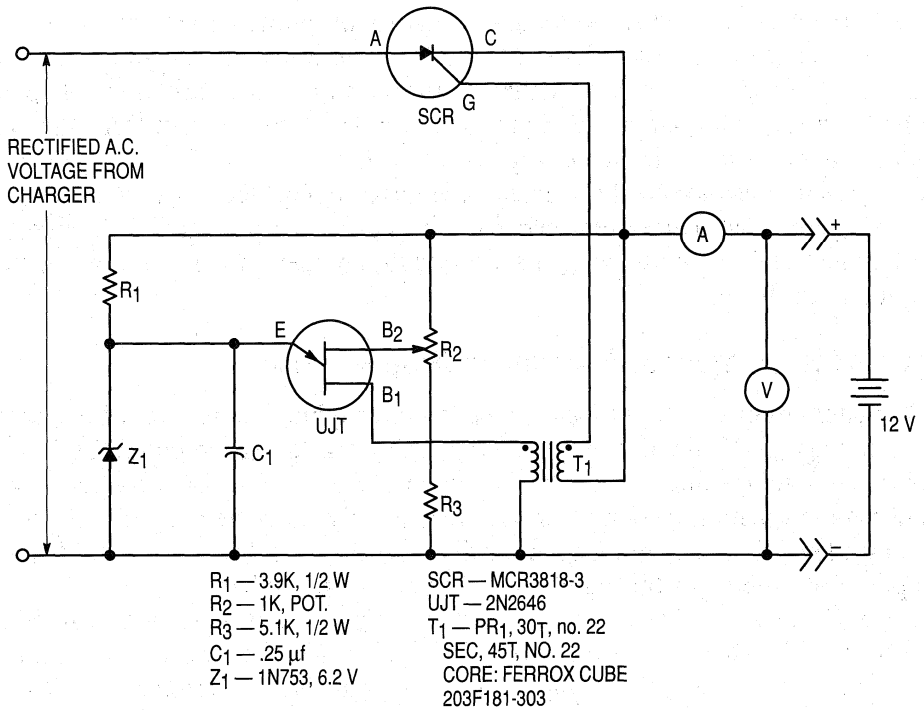 A
C
G
SCR
RECTIFIED A.C.
VOLTAGE FROM
CHARGER
A
+
R1
E
B2
R2
B1
UJT
V
12 V
Z1
C1
T1
R3
–
R1 — 3.9K, 1/2 W
R2 — 1K, POT.
R3 — 5.1K, 1/2 W
C1 — .25 µf
Z1 — 1N753, 6.2 V
SCR — MCR3818-3
UJT — 2N2646
T1 — PR1, 30T, no. 22
SEC, 45T, NO. 22
CORE: FERROX CUBE
203F181-303